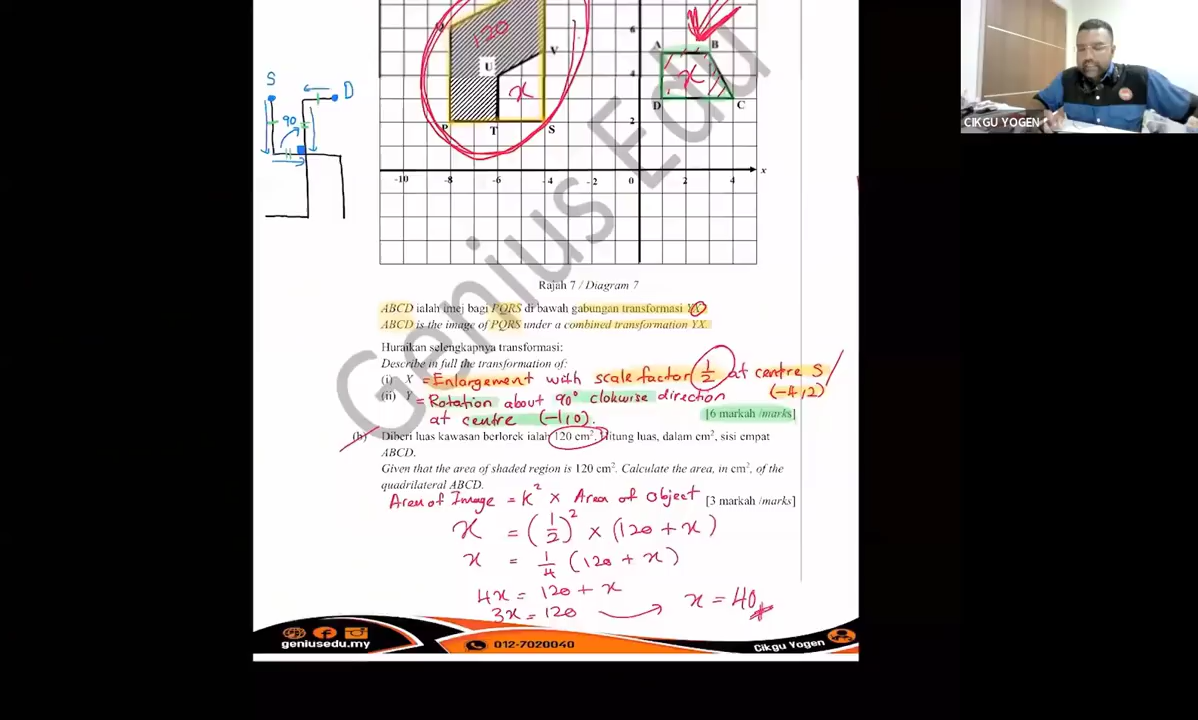 120
6
A B
V
U
4
x
x
D C
P T S
2
S
D
90
-10 -8 -6 -4 -2 0 2 4 x
Genius Edu
CIKGU YOGEN
Rajah 7 / Diagram 7
ABCD ialah imej bagi PQRS di bawah gabungan transformasi YX.
ABCD is the image of PQRS under a combined transformation YX.
Huraikan selengkapnya transformasi:
Describe in full the transformation of:
(i) X = Enlargement with scale factor 1/2 at centre S
(-4,2)
(ii) Y = Rotation about 90° clokwise direction
at centre (-1,0).
[6 markah /marks]
(b) Diberi luas kawasan berlorek ialah 120 cm². Hitung luas, dalam cm², sisi empat
ABCD.
Given that the area of shaded region is 120 cm². Calculate the area, in cm², of the
quadrilateral ABCD.
Area of Image = K² × Area of Object
[3 markah /marks]
x = (1/2)² × (120 + x)
x = 1/4 (120 + x)
4x = 120 + x
3x = 120
x = 40
geniusedu.my
012-7020040
Cikgu Yogen